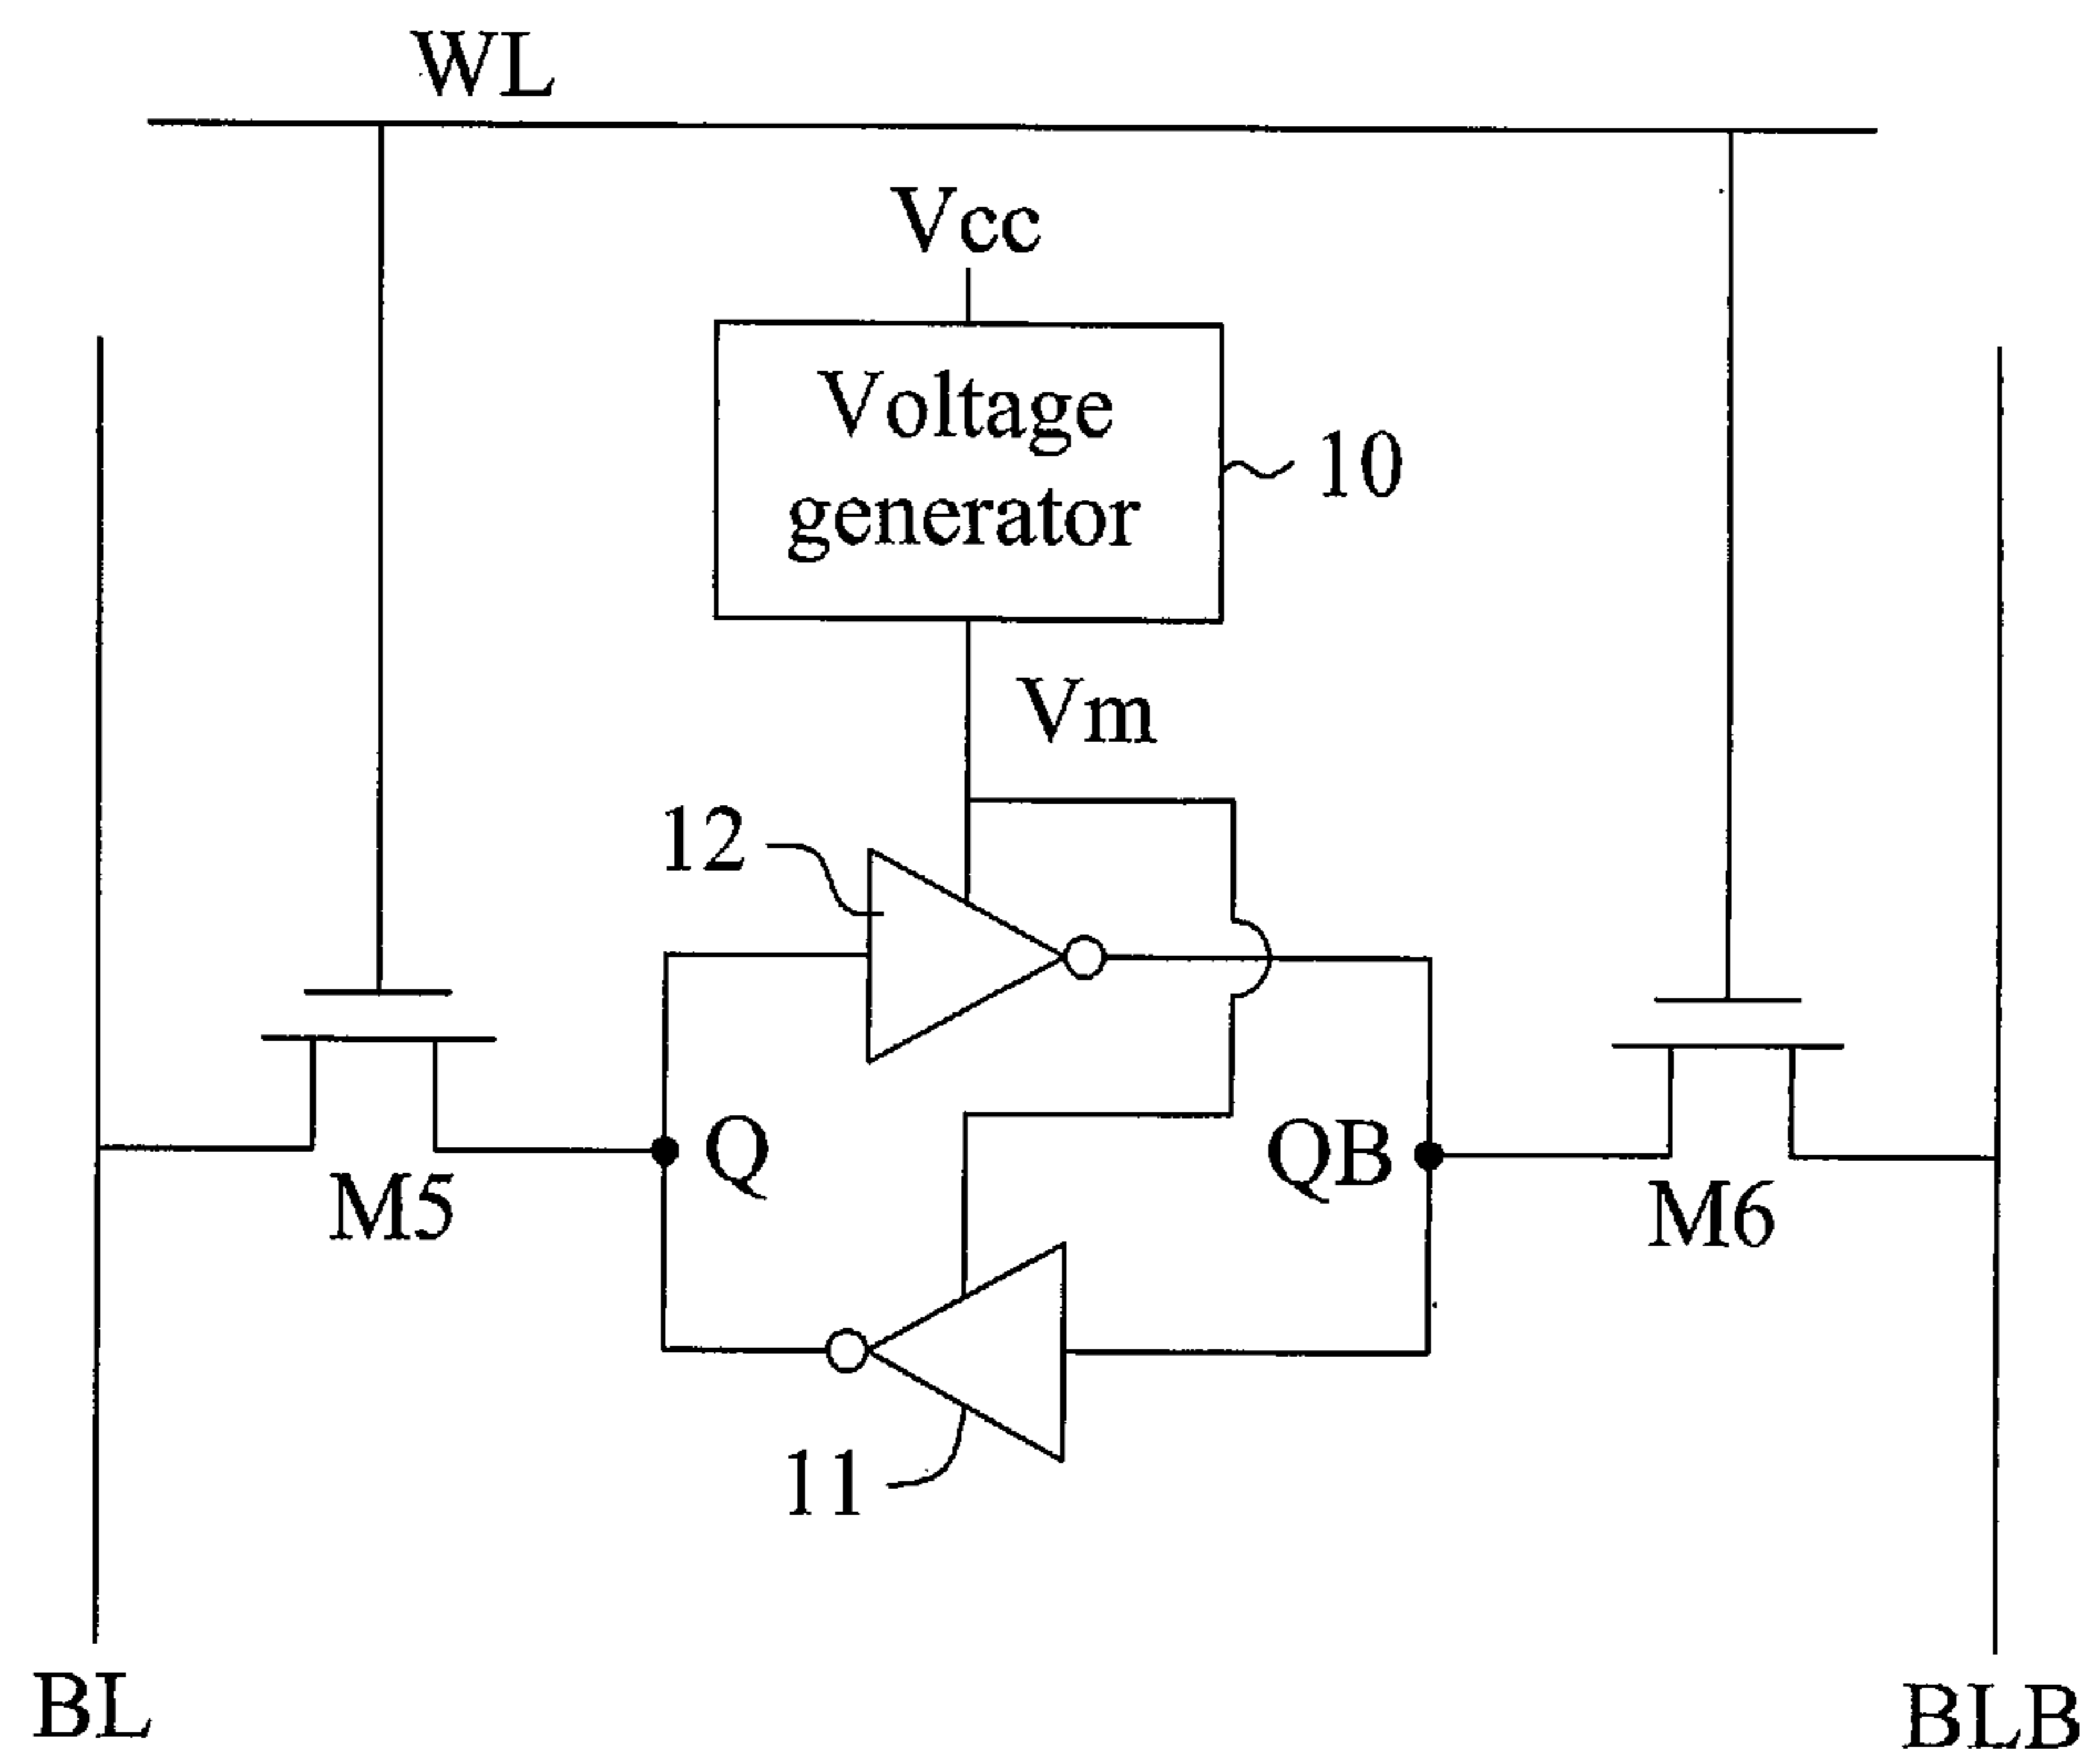 WL
Vcc
Voltage
generator
10
Vm
12
Q
QB
M5
M6
11
BL
BLB